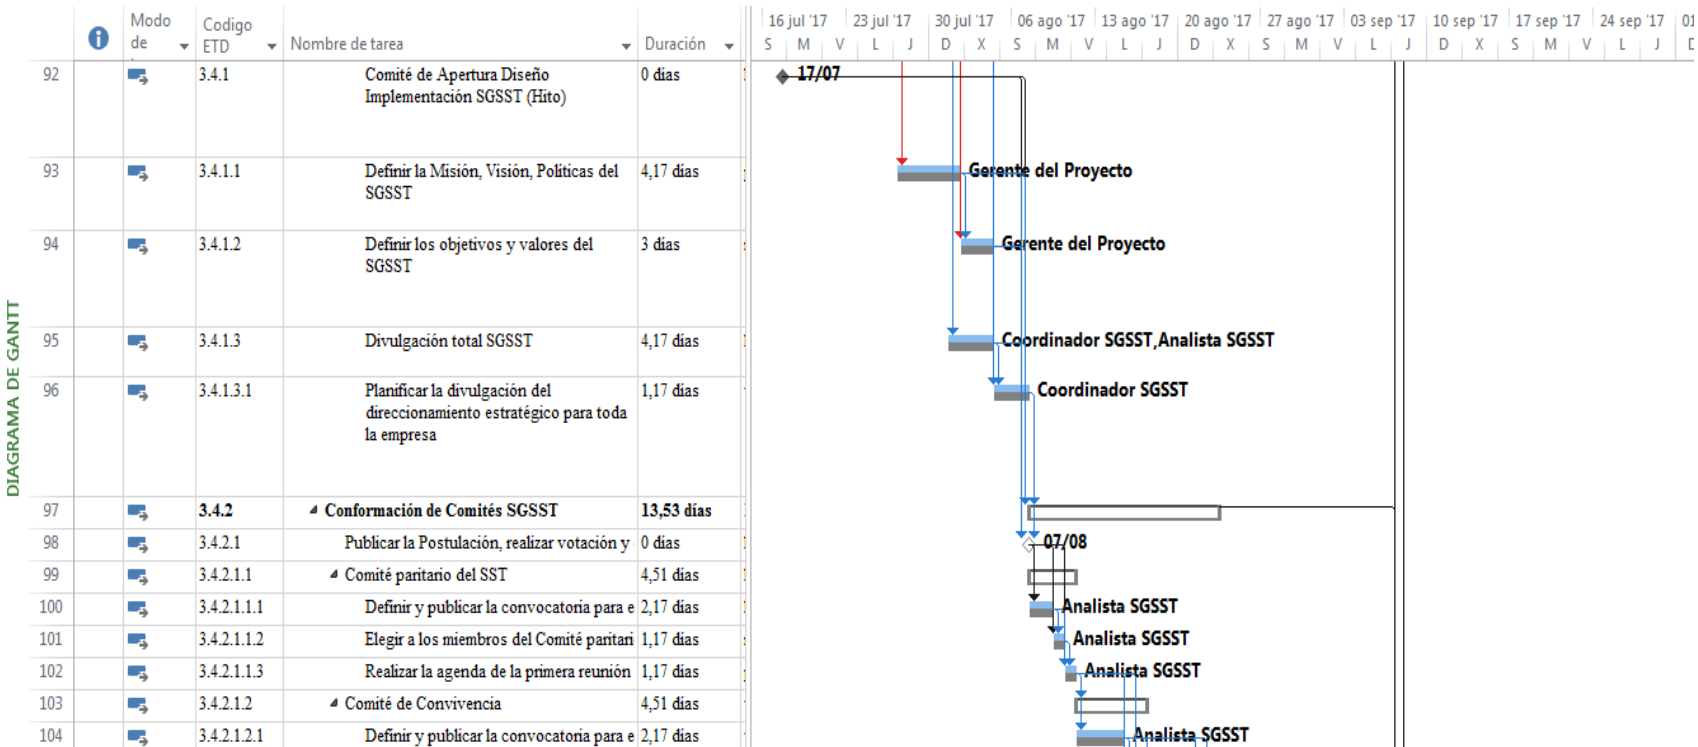 DIAGRAMA DE GANTT
Modo de
Codigo ETD
Nombre de tarea
Duración
16 jul '17 23 jul '17 30 jul '17 06 ago '17 13 ago '17 20 ago '17 27 ago '17 03 sep '17 10 sep '17 17 sep '17 24 sep '17 01
S M V L J D X S M V L J D X S M V L J D X S M V L J
92 3.4.1 Comité de Apertura Diseño 0 días 17/07
Implementación SGSST (Hito)
93 3.4.1.1 Definir la Misión, Visión, Políticas del 4,17 días Gerente del Proyecto
SGSST
94 3.4.1.2 Definir los objetivos y valores del 3 días Gerente del Proyecto
SGSST
95 3.4.1.3 Divulgación total SGSST 4,17 días Coordinador SGSST,Analista SGSST
96 3.4.1.3.1 Planificar la divulgación del 1,17 días Coordinador SGSST
direccionamiento estratégico para toda
la empresa
97 3.4.2 Conformación de Comités SGSST 13,53 días
98 3.4.2.1 Publicar la Postulación, realizar votación y 0 días 07/08
99 3.4.2.1.1 Comité paritario del SST 4,51 días
100 3.4.2.1.1.1 Definir y publicar la convocatoria para e 2,17 días Analista SGSST
101 3.4.2.1.1.2 Elegir a los miembros del Comité paritari 1,17 días Analista SGSST
102 3.4.2.1.1.3 Realizar la agenda de la primera reunión 1,17 días Analista SGSST
103 3.4.2.1.2 Comité de Convivencia 4,51 días
104 3.4.2.1.2.1 Definir y publicar la convocatoria para e 2,17 días Analista SGSST